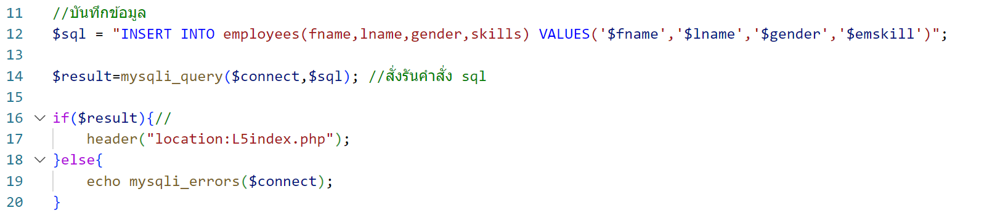 11 //บันทึกข้อมูล
12 $sql = "INSERT INTO employees(fname,lname,gender,skills) VALUES('$fname','$lname','$gender','$emskill')";
13
14 $result=mysqli_query($connect,$sql); //สั่งรันคำสั่ง sql
15
16 if($result){//
17 header("location:L5index.php");
18 }else{
19 echo mysqli_errors($connect);
20 }